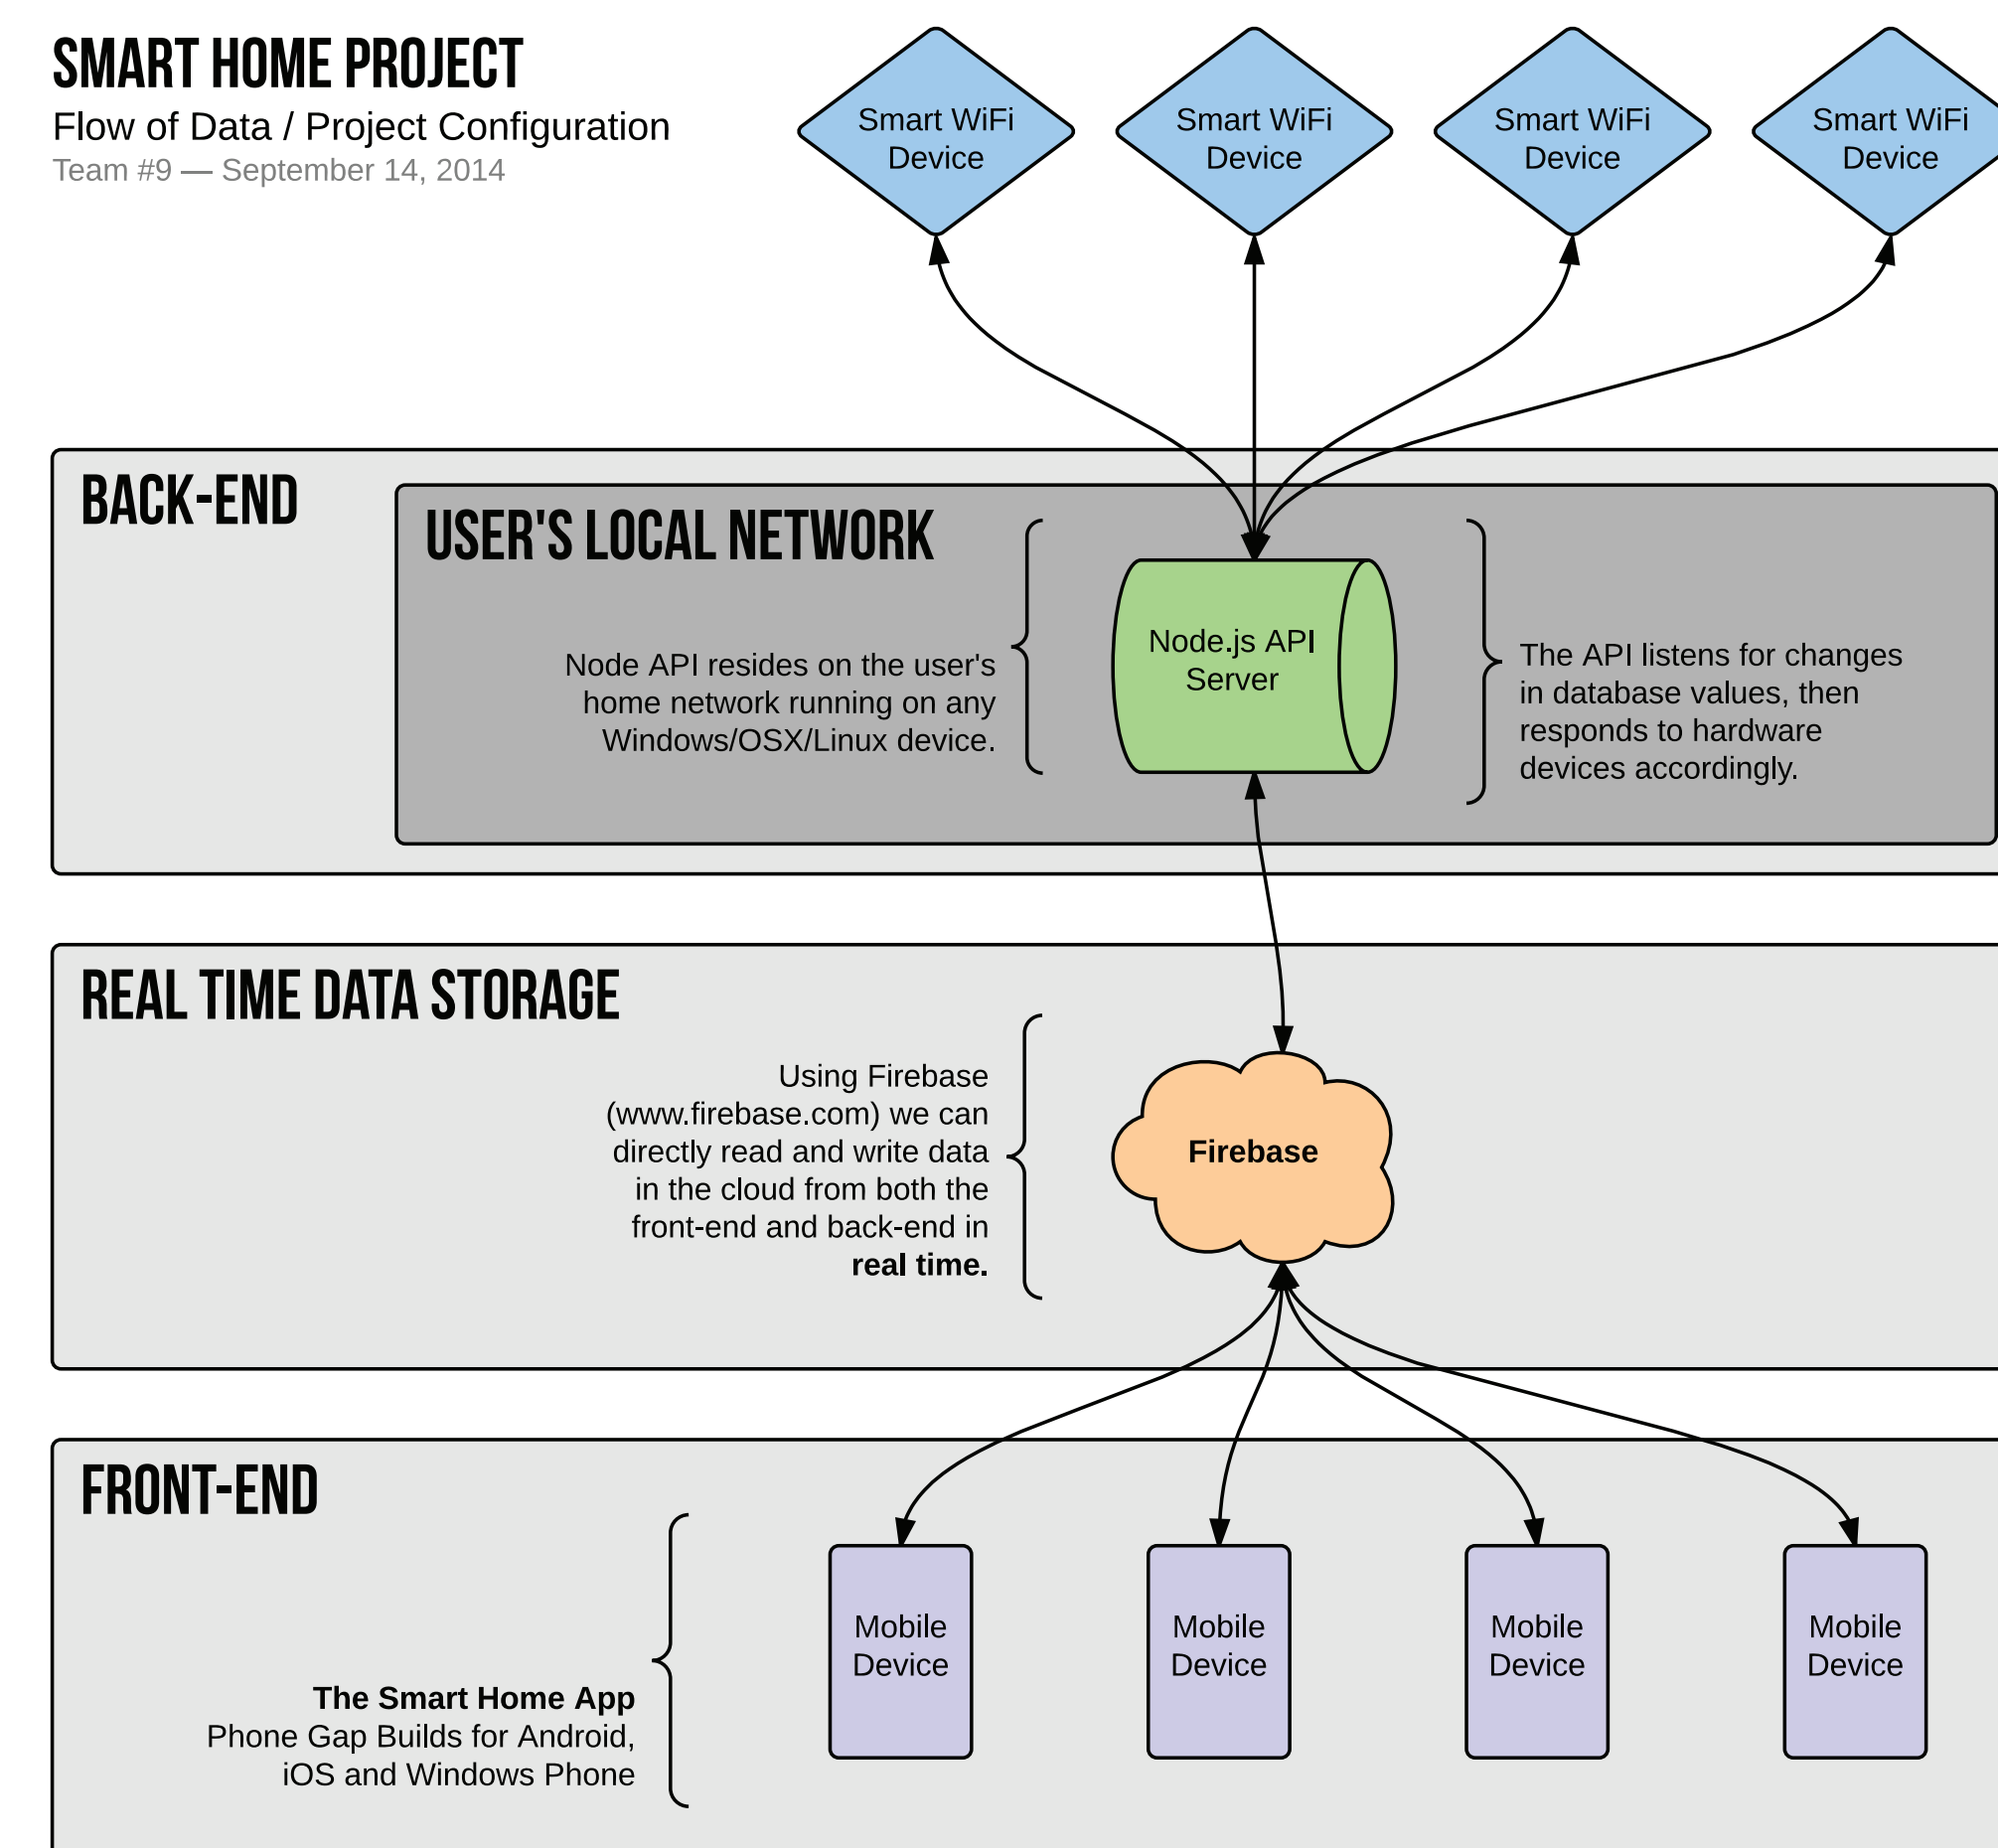 SMART HOME PROJECT
Flow of Data / Project Configuration
Team #9 — September 14, 2014
Smart WiFi
Device
Smart WiFi
Device
Smart WiFi
Device
Smart WiFi
Device
BACK-END
USER'S LOCAL NETWORK
Node API resides on the user's
home network running on any
Windows/OSX/Linux device.
Node.js API
Server
The API listens for changes
in database values, then
responds to hardware
devices accordingly.
REAL TIME DATA STORAGE
Using Firebase
(www.firebase.com) we can
directly read and write data
in the cloud from both the
front-end and back-end in
real time.
Firebase
FRONT-END
The Smart Home App
Phone Gap Builds for Android,
iOS and Windows Phone
Mobile
Device
Mobile
Device
Mobile
Device
Mobile
Device